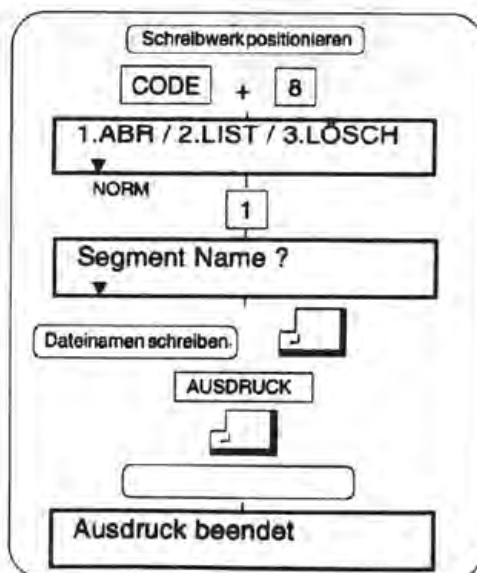 Schreibwerk positionieren
CODE + 8
1.ABR / 2.LIST / 3.LÖSCH
NORM
1
Segment Name ?
Dateinamen schreiben.
AUSDRUCK
Ausdruck beendet